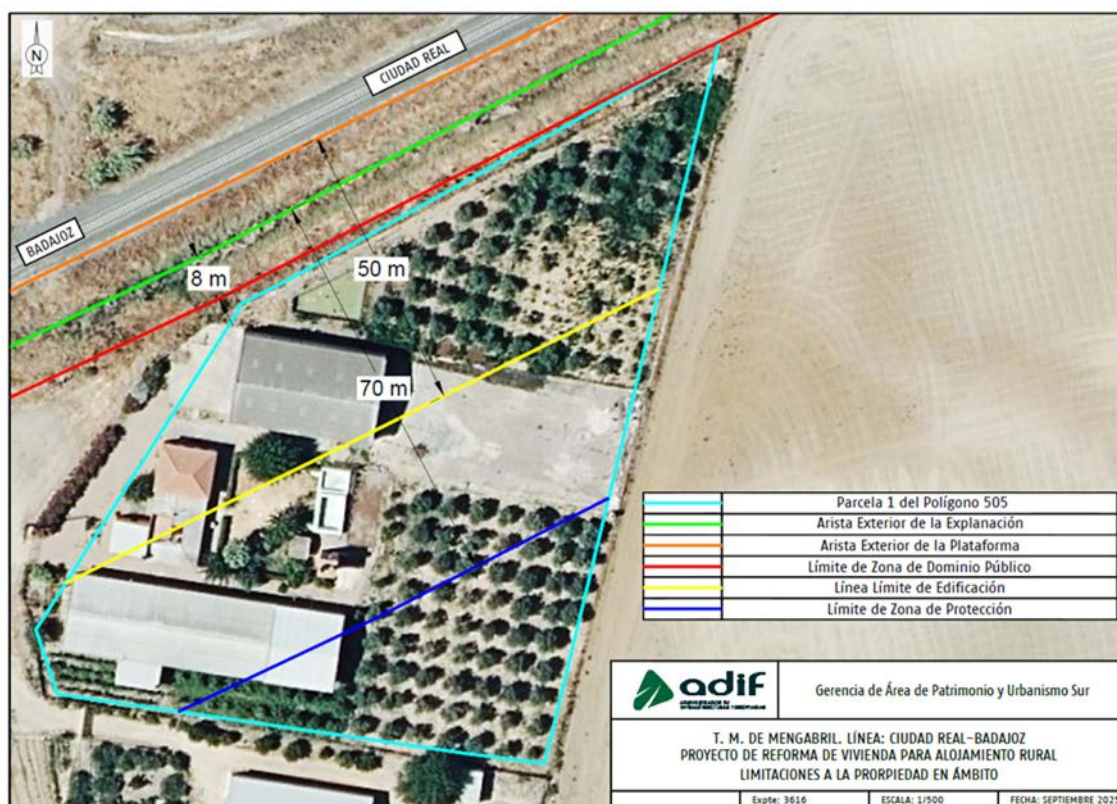 N
CIUDAD REAL
BADAJOZ
8 m
50 m
70 m
Parcela 1 del Polígono 505
Arista Exterior de la Explanación
Arista Exterior de la Plataforma
Límite de Zona de Dominio Público
Línea Límite de Edificación
Límite de Zona de Protección
adif
Gerencia de Área de Patrimonio y Urbanismo Sur
T. M. DE MENGABRIL. LÍNEA: CIUDAD REAL-BADAJOZ
PROYECTO DE REFORMA DE VIVIENDA PARA ALOJAMIENTO RURAL
LIMITACIONES A LA PRORPIEDAD EN ÁMBITO
Expte: 3616
ESCALA: 1/500
FECHA: SEPTIEMBRE 2025